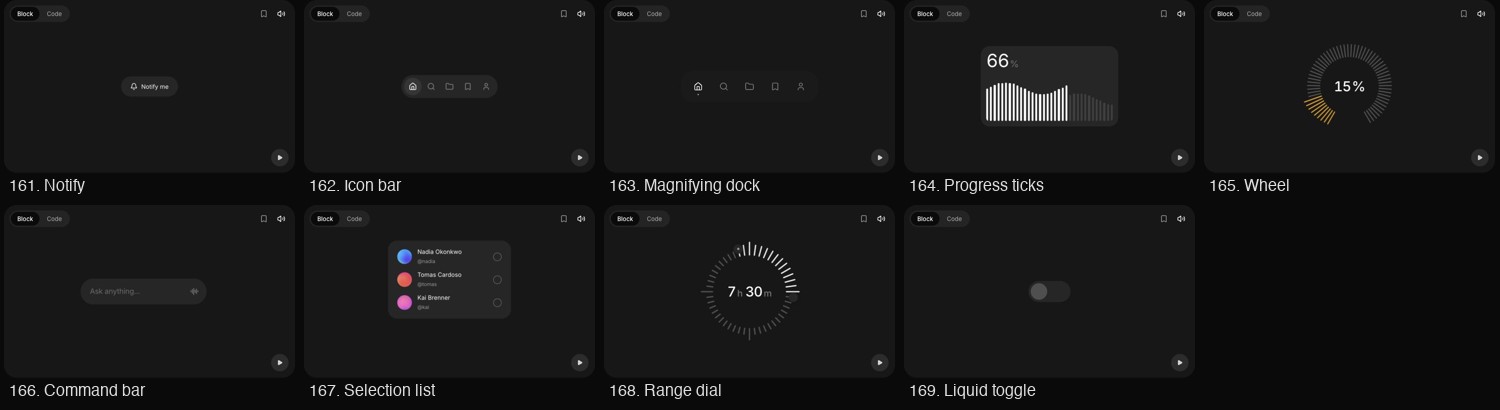 Block Code
Block Code
Block Code
Block Code
Block Code
Notify me
66%
15%
161. Notify
162. Icon bar
163. Magnifying dock
164. Progress ticks
165. Wheel
Block Code
Block Code
Block Code
Block Code
Ask anything...
Nadia Okonkwo
@nadia
Tomas Cardoso
@tomas
Kai Brenner
@kai
7h 30m
166. Command bar
167. Selection list
168. Range dial
169. Liquid toggle